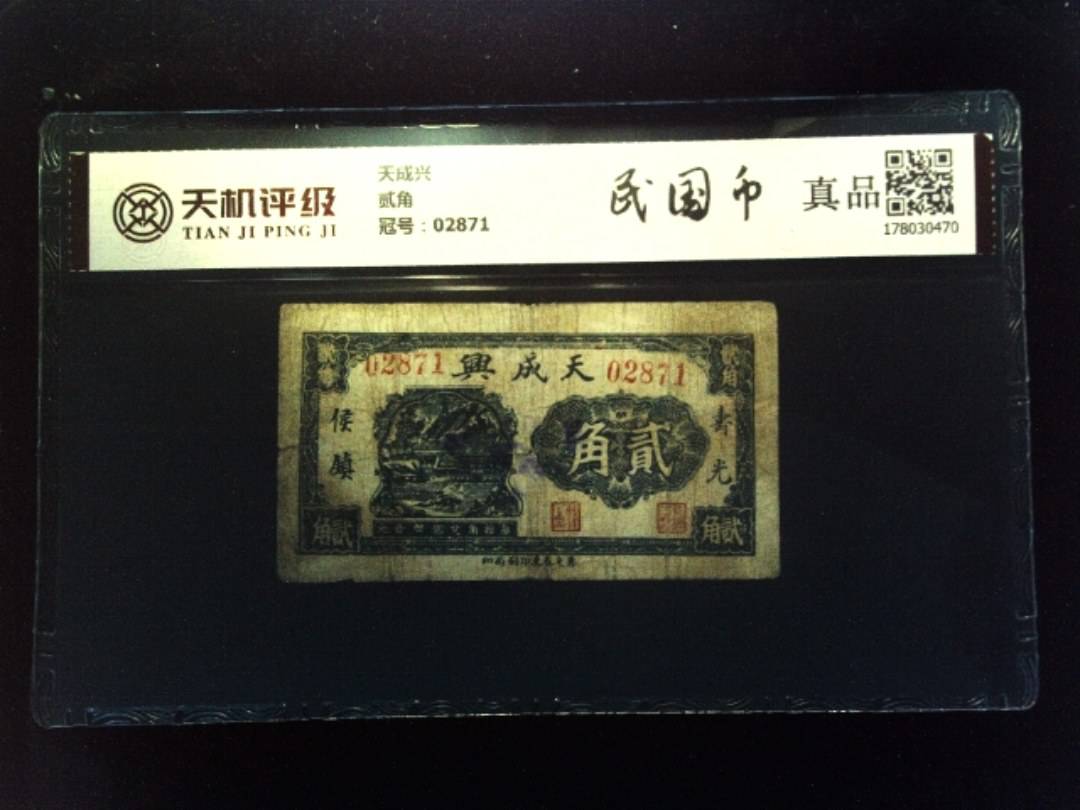 天机评级
TIAN JI PING JI
天成兴
贰角
冠号：02871
民国币
真品
178030470
02871
興成天
02871
侯鎮
角貳
壽光
角貳
角貳